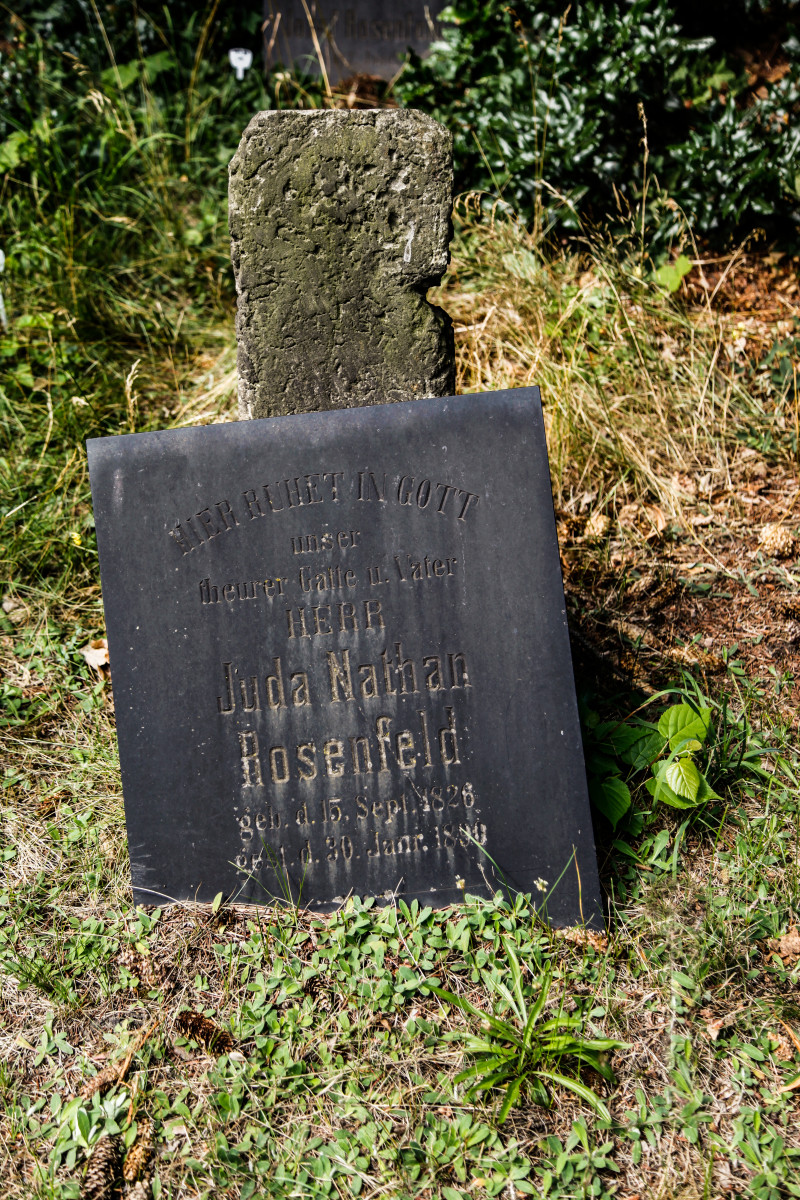 HIER RUHET IN GOTT
unser
theurer Gatte u. Vater
HERR
Juda Nathan
Rosenfeld
geb. d. 15. Sept. 1826
gest. d. 30. Janr.